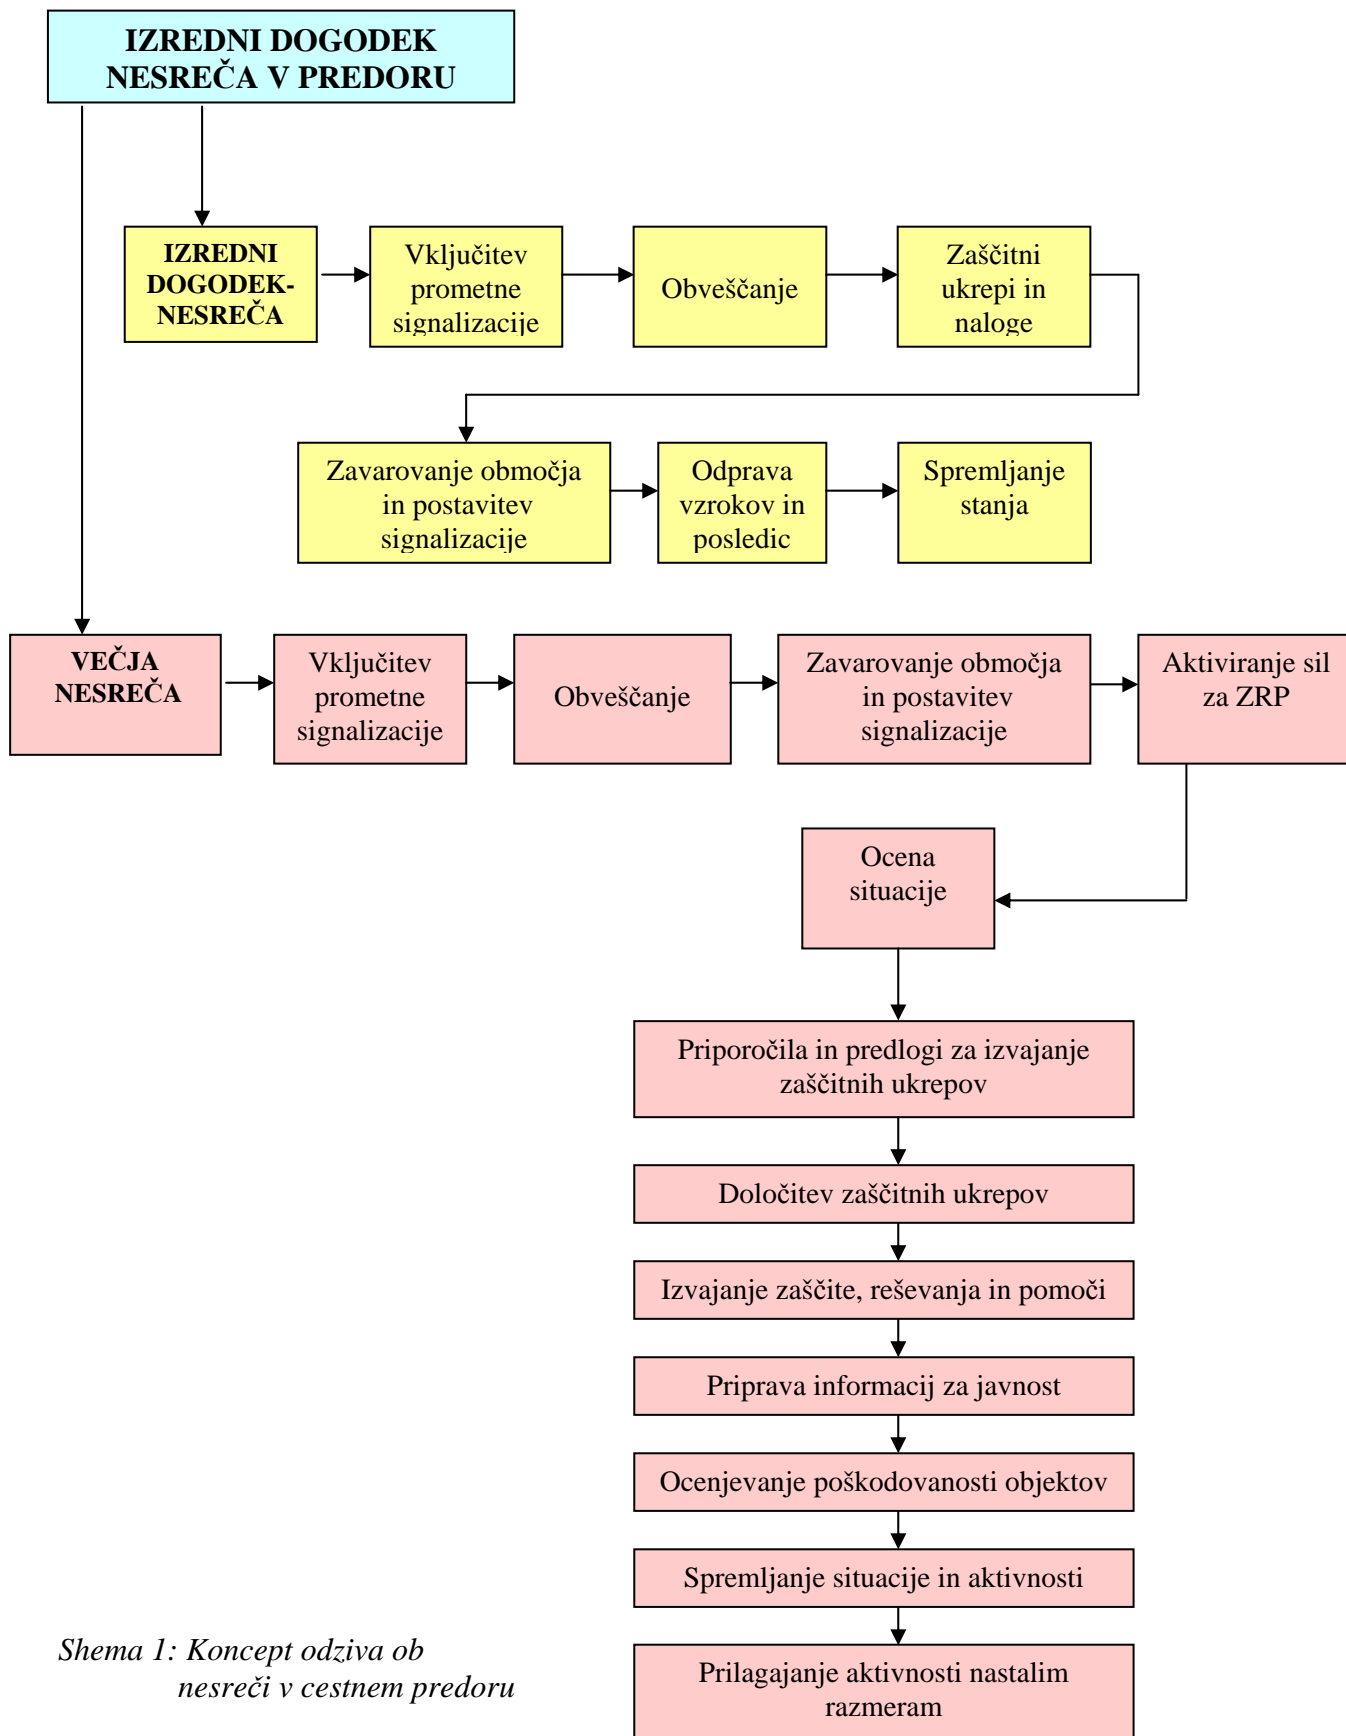 IZREDNI DOGODEK
NESREČA V PREDORU
IZREDNI
DOGODEK-
NESREČA
Vključitev
prometne
signalizacije
Obveščanje
Zaščitni
ukrepi in
naloge
Zavarovanje območja
in postavitev
signalizacije
Odprava
vzrokov in
posledic
Spremljanje
stanja
VEČJA
NESREČA
Vključitev
prometne
signalizacije
Obveščanje
Zavarovanje območja
in postavitev
signalizacije
Aktiviranje sil
za ZRP
Ocena
situacije
Priporočila in predlogi za izvajanje
zaščitnih ukrepov
Določitev zaščitnih ukrepov
Izvajanje zaščite, reševanja in pomoči
Priprava informacij za javnost
Ocenjevanje poškodovanosti objektov
Spremljanje situacije in aktivnosti
Prilagajanje aktivnosti nastalim
razmeram
Shema 1: Koncept odziva ob
nesreči v cestnem predoru